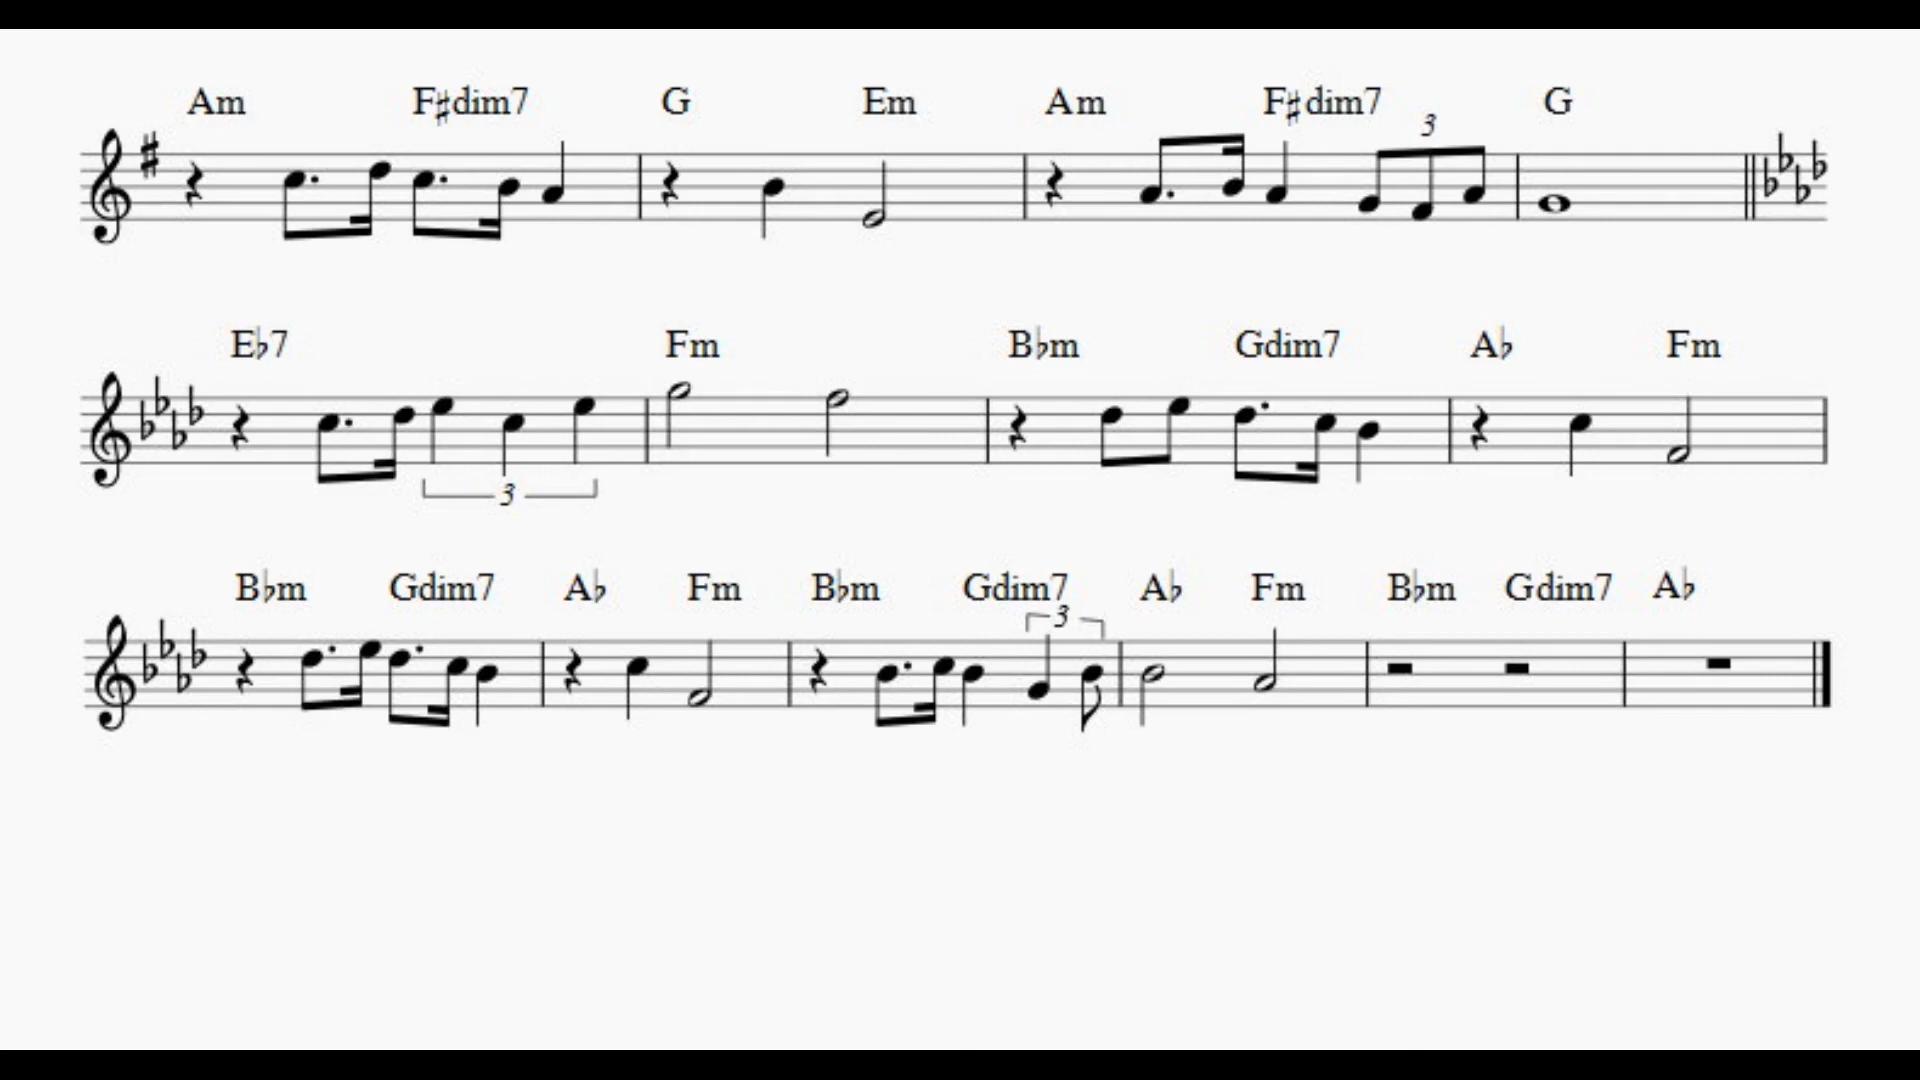 Am F♯dim7 G Em Am F♯dim7 G
3
E♭7 Fm B♭m Gdim7 A♭ Fm
3
B♭m Gdim7 A♭ Fm B♭m Gdim7 A♭ Fm B♭m Gdim7 A♭
3